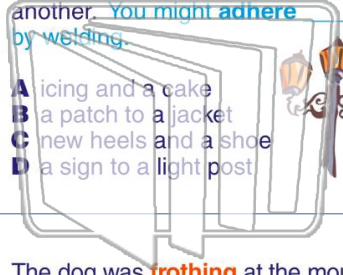 another. You might adhere
by welding.
A icing and a cake
B a patch to a jacket
C new heels and a shoe
D a sign to a light post
The dog was frothing at the